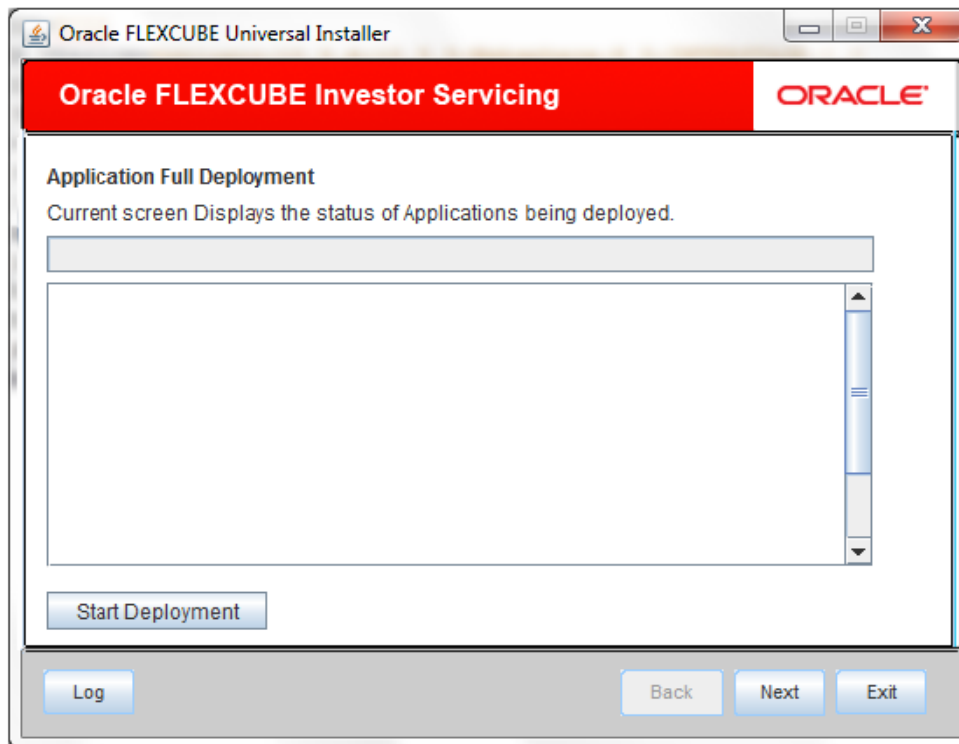 Oracle FLEXCUBE Universal Installer
Oracle FLEXCUBE Investor Servicing
ORACLE
Application Full Deployment
Current screen Displays the status of Applications being deployed.
Start Deployment
Log
Back
Next
Exit